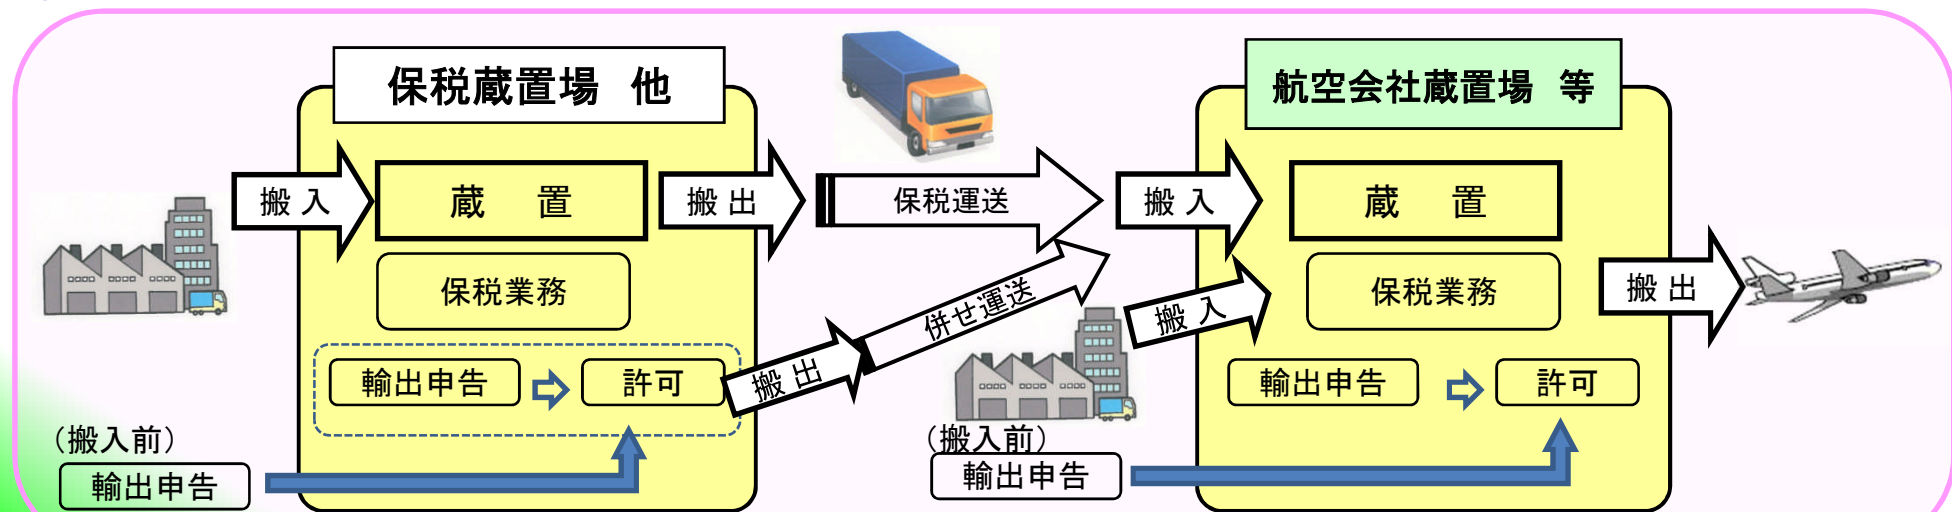 保税蔵置場 他
航空会社蔵置場 等
搬 入
蔵 置
搬 出
保税運送
搬 入
蔵 置
保税業務
保税業務
搬 出
併せ運送
搬 入
輸出申告
許可
搬 出
輸出申告
許可
(搬入前)
輸出申告
(搬入前)
輸出申告